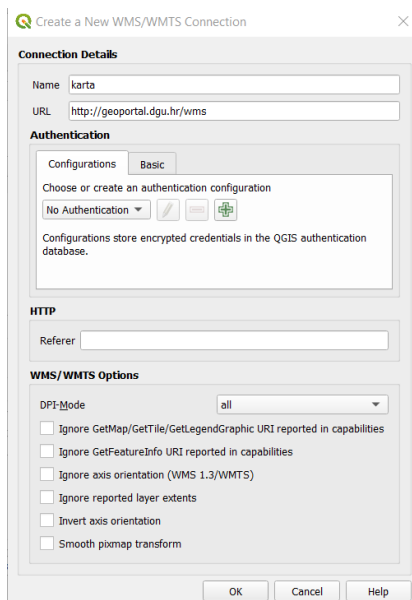 Create a New WMS/WMTS Connection
Connection Details
Name karta
URL http://geoportal.dgu.hr/wms
Authentication
Configurations Basic
Choose or create an authentication configuration
No Authentication
Configurations store encrypted credentials in the QGIS authentication
database.
HTTP
Referer
WMS/WMTS Options
DPI-Mode all
Ignore GetMap/GetTile/GetLegendGraphic URI reported in capabilities
Ignore GetFeatureInfo URI reported in capabilities
Ignore axis orientation (WMS 1.3/WMTS)
Ignore reported layer extents
Invert axis orientation
Smooth pixmap transform
OK Cancel Help